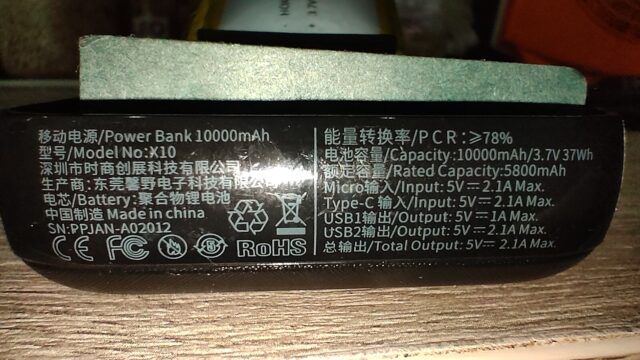 移动电源/Power Bank 10000mAh
型号/Model No:X10
深圳市时商创展科技有限公司
生产商:东莞馨野电子科技有限公司
电芯/Battery:聚合物锂电池
中国制造 Made in china
SN:PPJAN-A02012
CE FC RoHS
能量转换率/PCR:≥78%
电池容量/Capacity:10000mAh/3.7V 37Wh
额定容量/Rated Capacity:5800mAh
Micro输入/Input: 5V⎓2.1A Max.
Type-C 输入/Input: 5V⎓2.1A Max.
USB1输出/Output: 5V⎓1A Max.
USB2输出/Output: 5V⎓2.1A Max.
总输出/Total Output: 5V⎓2.1A Max.